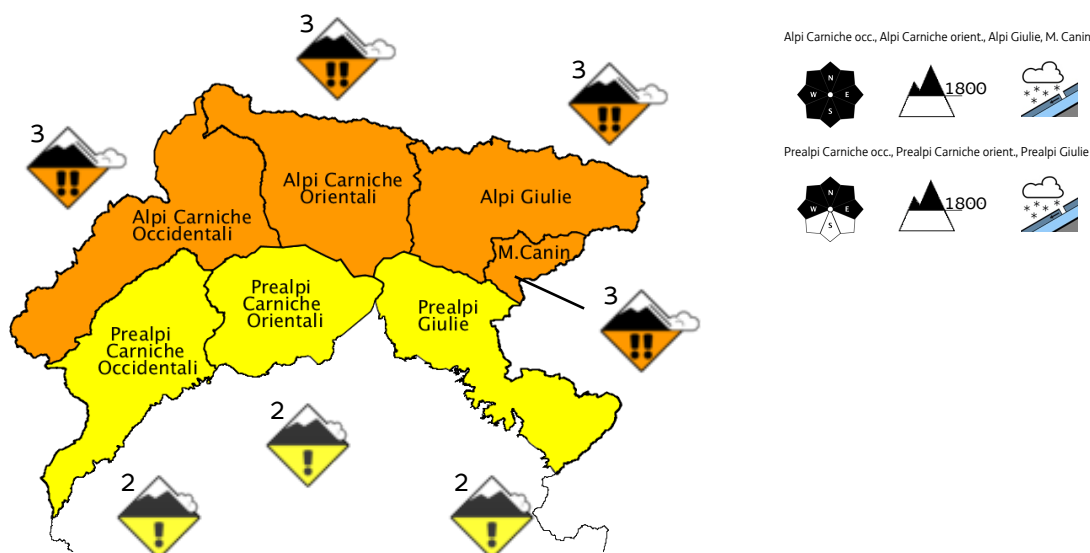 3
3
3
Alpi Carniche
Orientali
Alpi Giulie
Alpi Carniche
Occidentali
M.Canin
Prealpi
Carniche
Orientali
Prealpi
Giulie
3
Prealpi
Carniche
Occidentali
2
2
2
Alpi Carniche occ., Alpi Carniche orient., Alpi Giulie, M. Canin
N
W E
S
1800
Prealpi Carniche occ., Prealpi Carniche orient., Prealpi Giulie
N
W E
S
1800